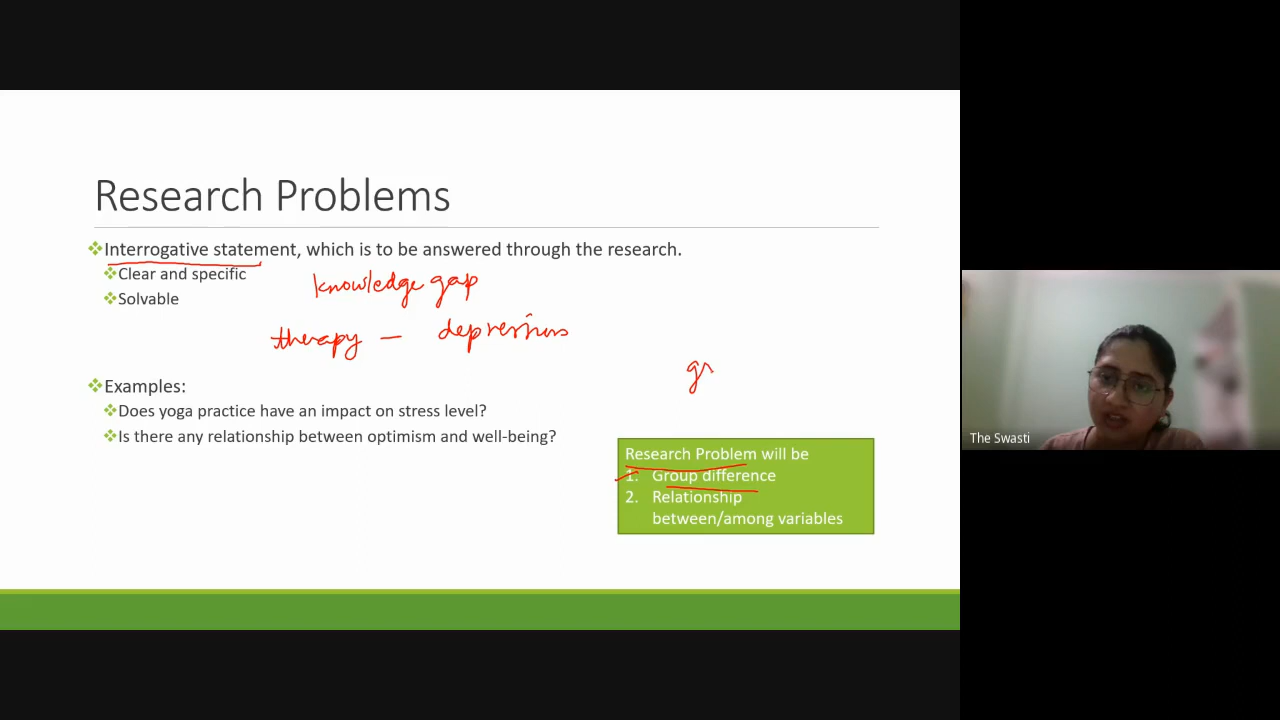 Research Problems
Interrogative statement, which is to be answered through the research.
Clear and specific
knowledge gap
Solvable
therapy – depression
gr
Examples:
Does yoga practice have an impact on stress level?
Is there any relationship between optimism and well-being?
Research Problem will be
1. Group difference
2. Relationship
between/among variables
The Swasti